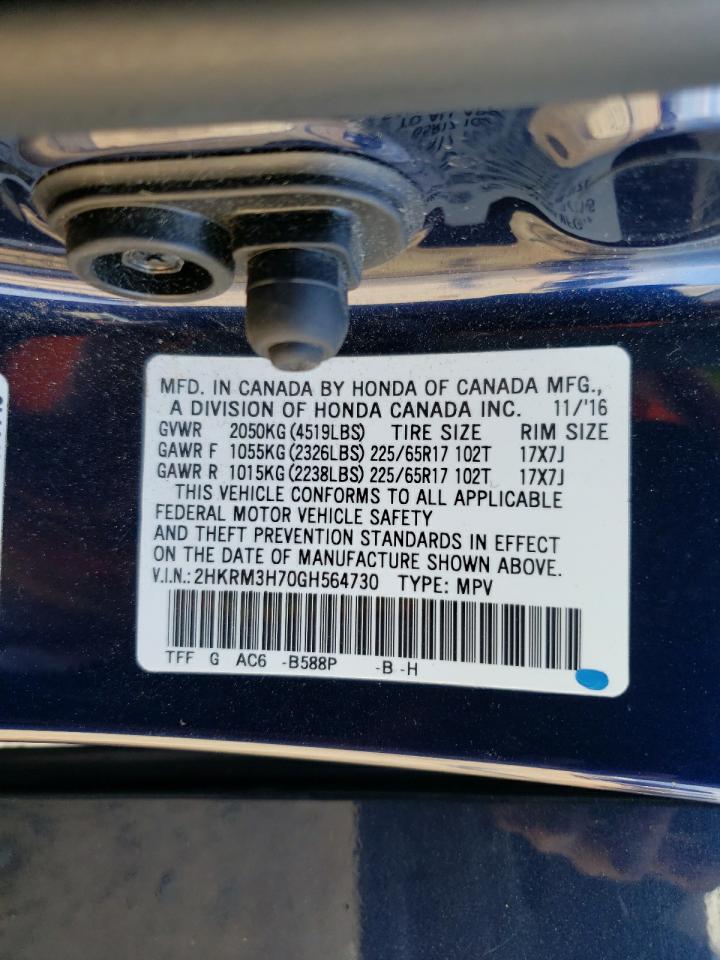 MFD. IN CANADA BY HONDA OF CANADA MFG.,
A DIVISION OF HONDA CANADA INC. 11/'16
GVWR 2050KG (4519LBS) TIRE SIZE RIM SIZE
GAWR F 1055KG (2326LBS) 225/65R17 102T 17X7J
GAWR R 1015KG (2238LBS) 225/65R17 102T 17X7J
THIS VEHICLE CONFORMS TO ALL APPLICABLE
FEDERAL MOTOR VEHICLE SAFETY
AND THEFT PREVENTION STANDARDS IN EFFECT
ON THE DATE OF MANUFACTURE SHOWN ABOVE.
V.I.N.: 2HKRM3H70GH564730 TYPE: MPV
TFF G AC6 -B588P -B -H